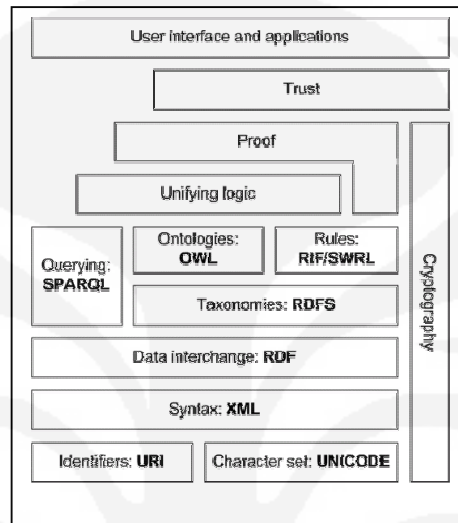 User interface and applications
Trust
Proof
Unifying logic
Querying:
SPARQL
Ontologies:
OWL
Rules:
RIF/SWRL
Taxonomies: RDFS
Data interchange: RDF
Syntax: XML
Identifiers: URI
Character set: UNICODE
Cryptography